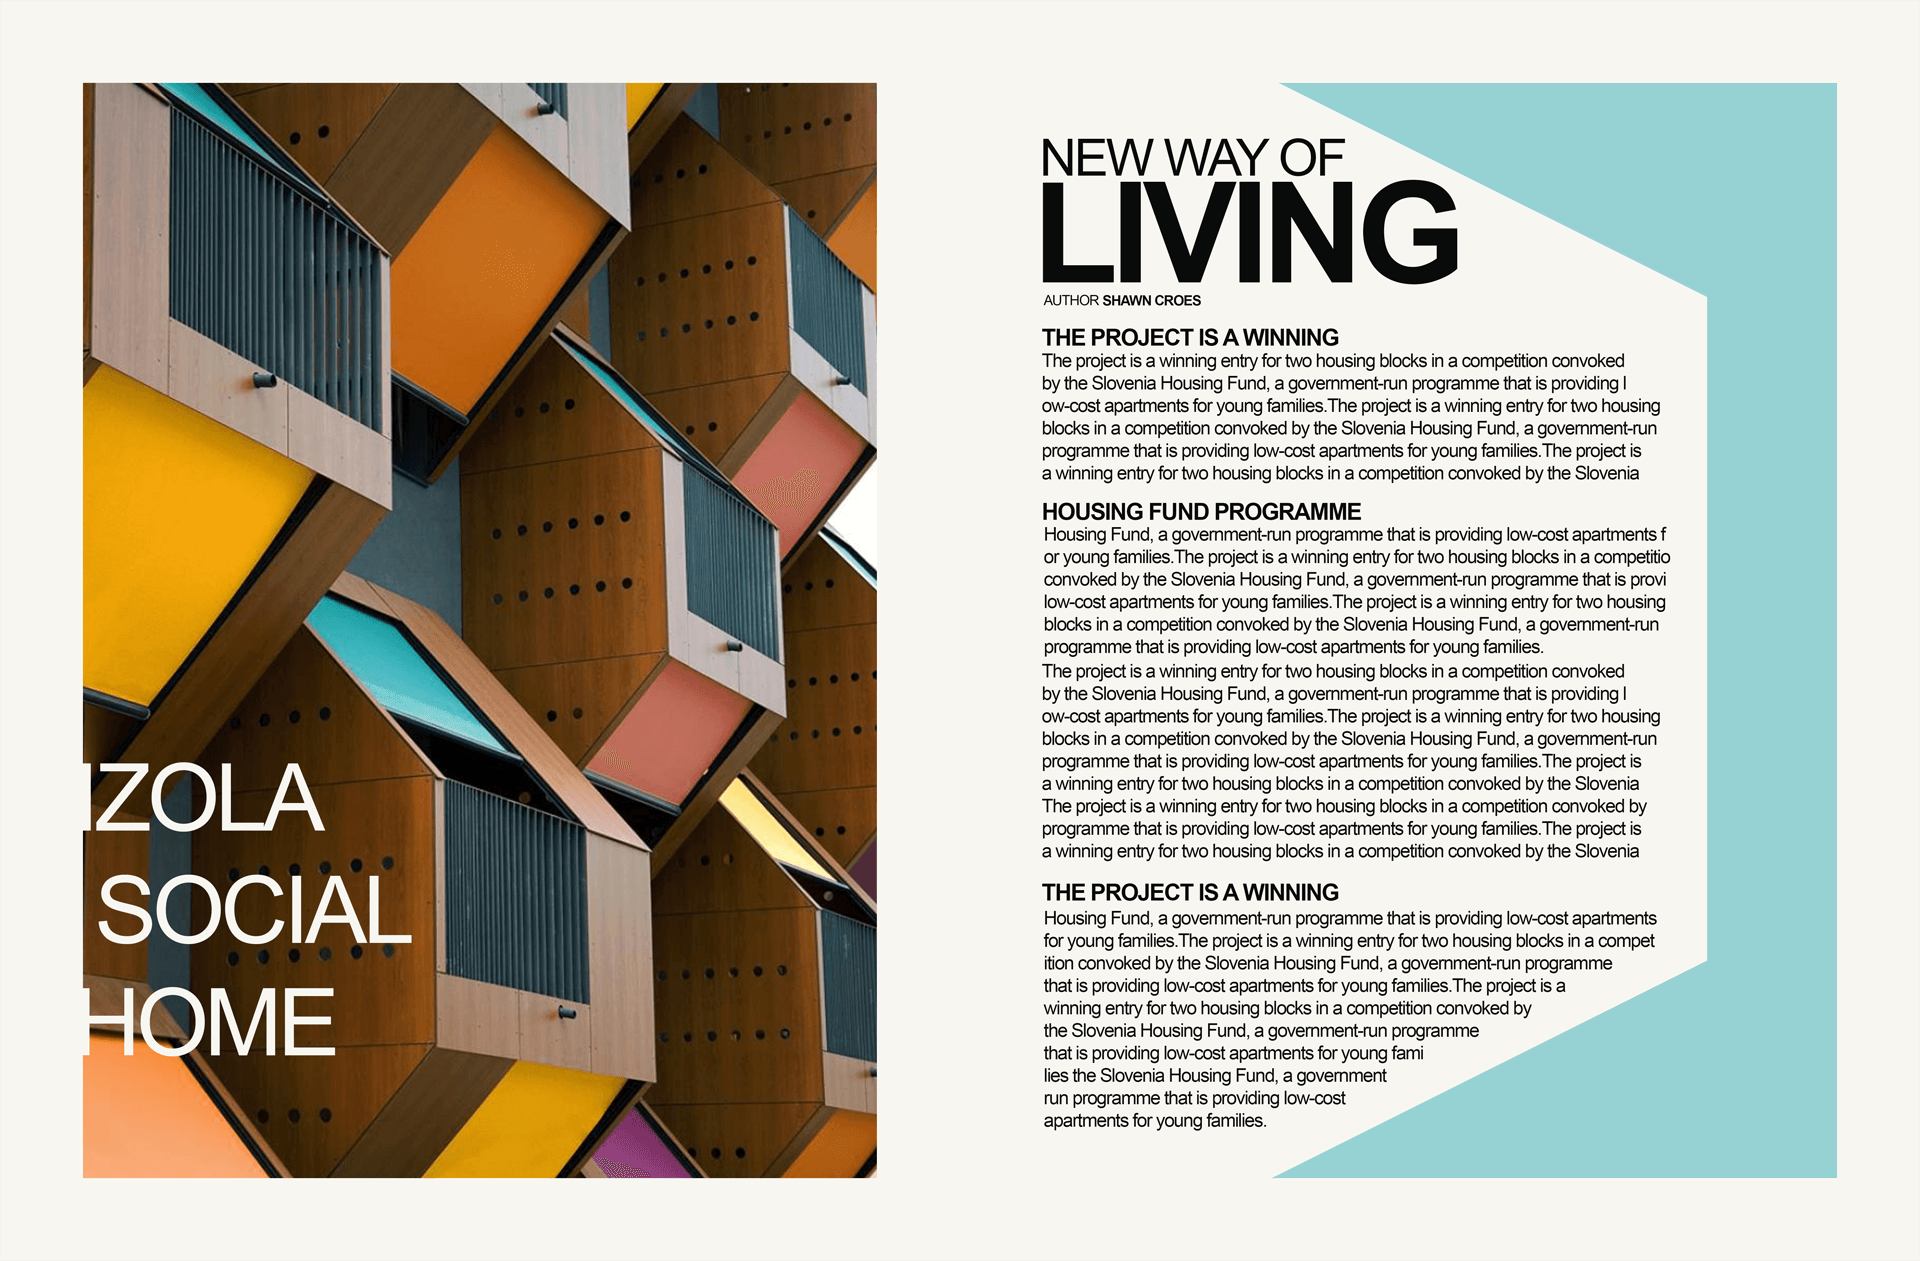 IZOLA
SOCIAL
HOME
NEW WAY OF
LIVING
AUTHOR SHAWN CROES
THE PROJECT IS A WINNING
The project is a winning entry for two housing blocks in a competition convoked
by the Slovenia Housing Fund, a government-run programme that is providing l
ow-cost apartments for young families.The project is a winning entry for two housing
blocks in a competition convoked by the Slovenia Housing Fund, a government-run
programme that is providing low-cost apartments for young families.The project is
a winning entry for two housing blocks in a competition convoked by the Slovenia
HOUSING FUND PROGRAMME
Housing Fund, a government-run programme that is providing low-cost apartments f
or young families.The project is a winning entry for two housing blocks in a competitio
convoked by the Slovenia Housing Fund, a government-run programme that is provi
low-cost apartments for young families.The project is a winning entry for two housing
blocks in a competition convoked by the Slovenia Housing Fund, a government-run
programme that is providing low-cost apartments for young families.
The project is a winning entry for two housing blocks in a competition convoked
by the Slovenia Housing Fund, a government-run programme that is providing l
ow-cost apartments for young families.The project is a winning entry for two housing
blocks in a competition convoked by the Slovenia Housing Fund, a government-run
programme that is providing low-cost apartments for young families.The project is
a winning entry for two housing blocks in a competition convoked by the Slovenia
The project is a winning entry for two housing blocks in a competition convoked by
programme that is providing low-cost apartments for young families.The project is
a winning entry for two housing blocks in a competition convoked by the Slovenia
THE PROJECT IS A WINNING
Housing Fund, a government-run programme that is providing low-cost apartments
for young families.The project is a winning entry for two housing blocks in a compet
ition convoked by the Slovenia Housing Fund, a government-run programme
that is providing low-cost apartments for young families.The project is a
winning entry for two housing blocks in a competition convoked by
the Slovenia Housing Fund, a government-run programme
that is providing low-cost apartments for young fami
lies the Slovenia Housing Fund, a government
run programme that is providing low-cost
apartments for young families.